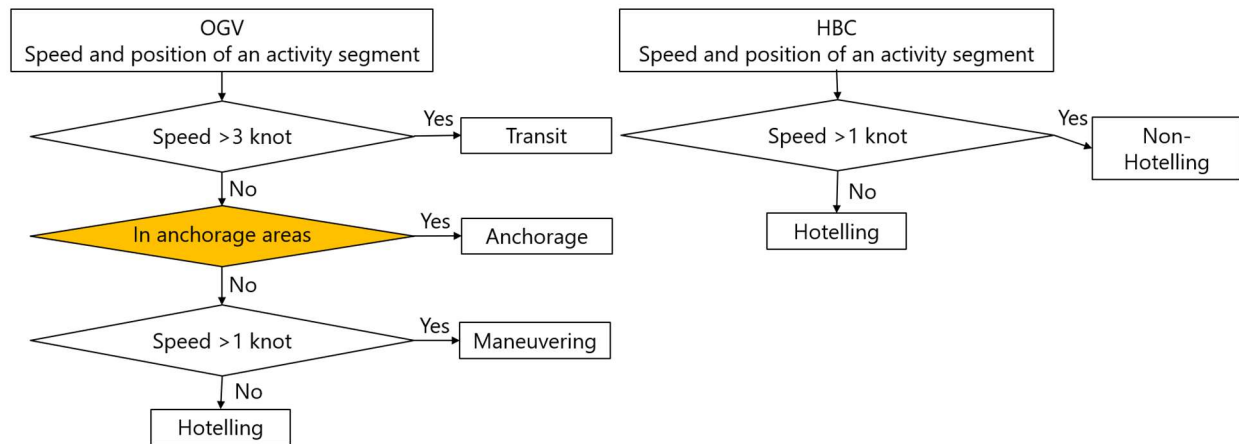 OGV
Speed and position of an activity segment
Speed >3 knot
Yes
Transit
No
In anchorage areas
Yes
Anchorage
No
Speed >1 knot
Yes
Maneuvering
No
Hotelling
HBC
Speed and position of an activity segment
Speed >1 knot
Yes
Non-
Hotelling
No
Hotelling